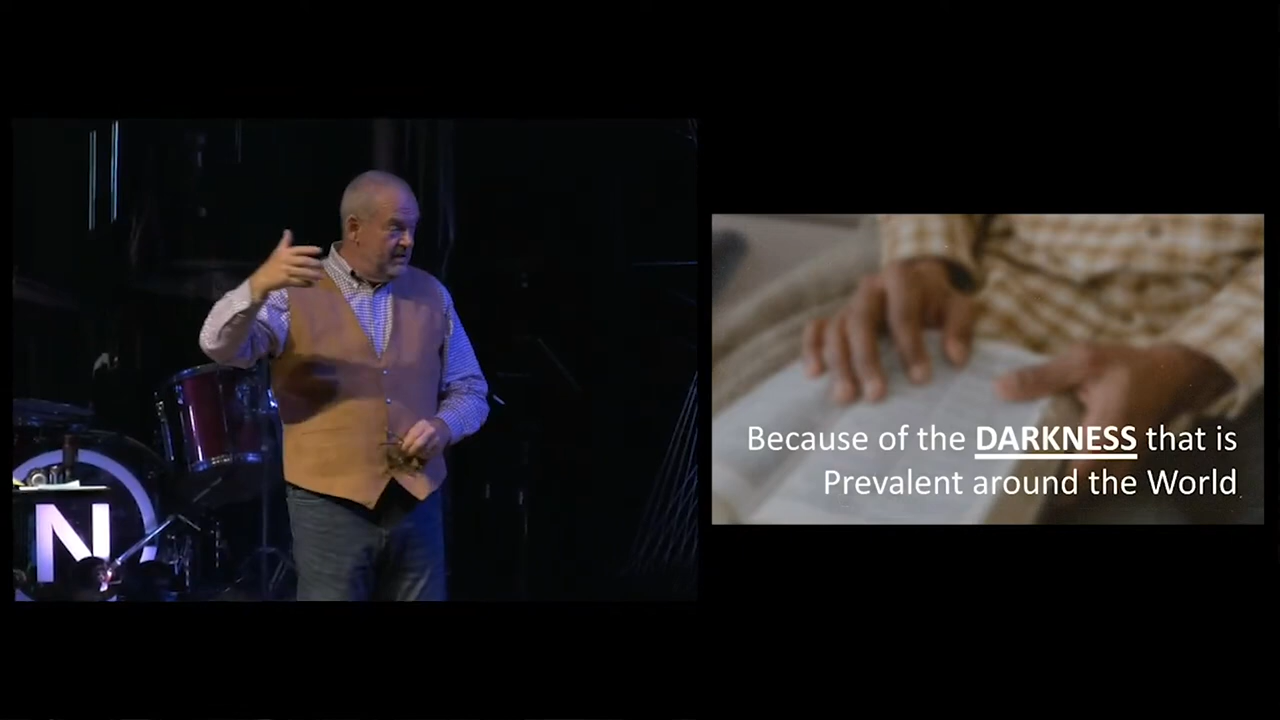 N
Because of the DARKNESS that is
Prevalent around the World